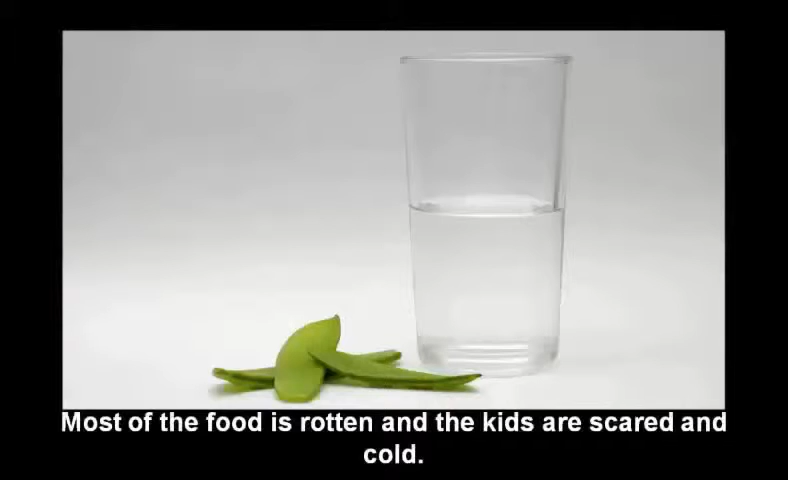 Most of the food is rotten and the kids are scared and
cold.